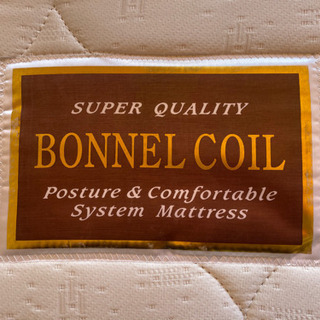 SUPER QUALITY
BONNEL COIL
Posture & Comfortable
System Mattress